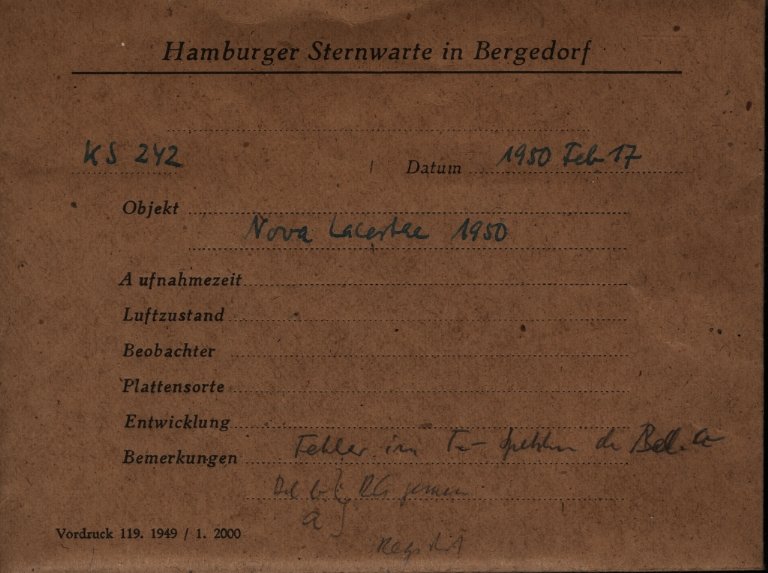 Hamburger Sternwarte in Bergedorf
KS 242
Datum 1950 Feb 17
Objekt
Nova Lacertae 1950
Aufnahmezeit
Luftzustand
Beobachter
Plattensorte
Entwicklung
Bemerkungen Fehler im
Vordruck 119. 1949 / 1. 2000